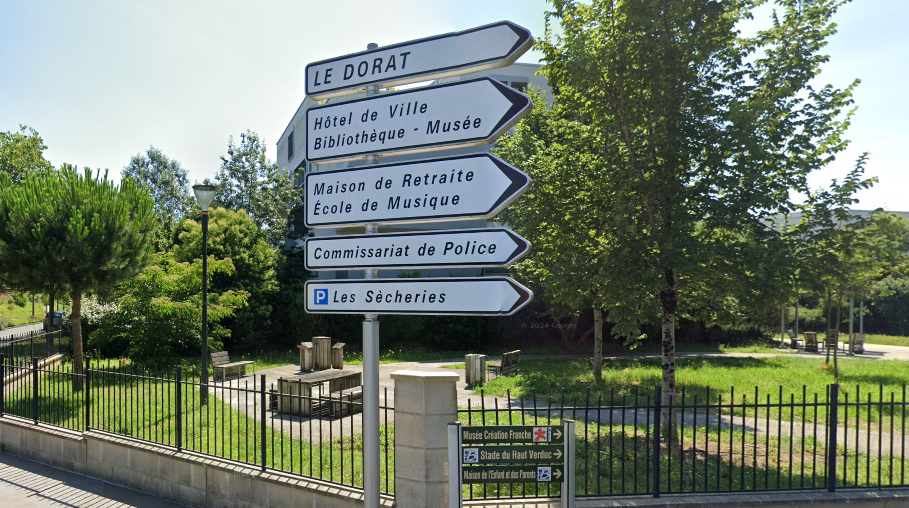 LE DORAT
Hôtel de Ville
Bibliothèque - Musée
Maison de Retraite
École de Musique
Commissariat de Police
P Les Sècheries
© 2024 Google
Musée Création Franche
Stade du Haut Verduc
Maison de l'Enfant et des Parents